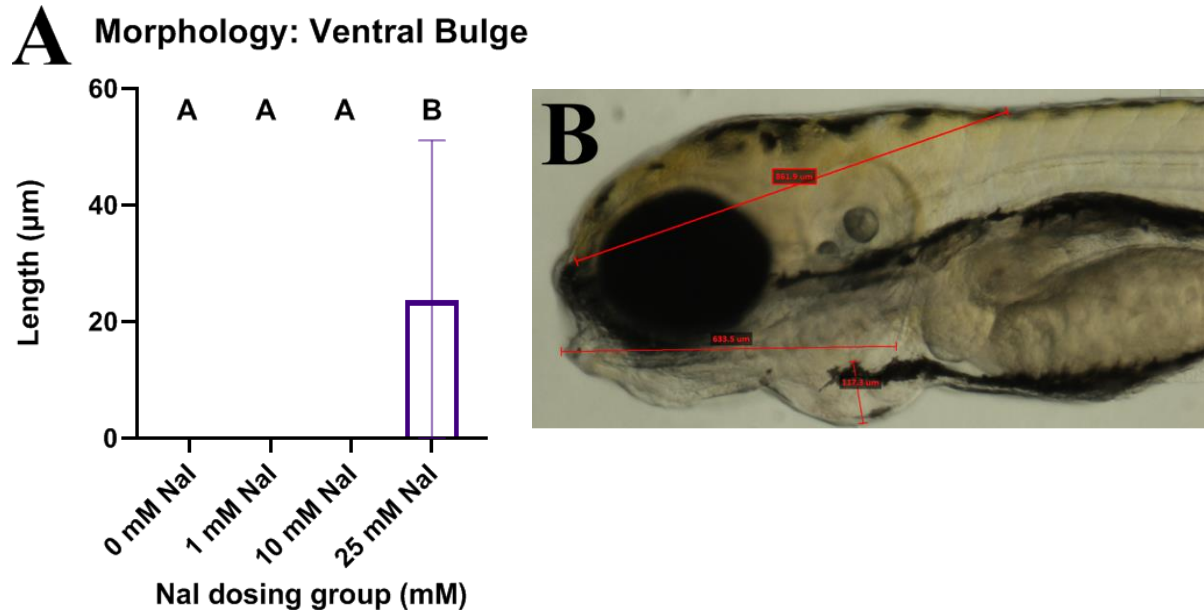 A Morphology: Ventral Bulge
60
40
20
0
Length (µm)
A A A B
0 mM NaI
1 mM NaI
10 mM NaI
25 mM NaI
NaI dosing group (mM)
B
633.5 um